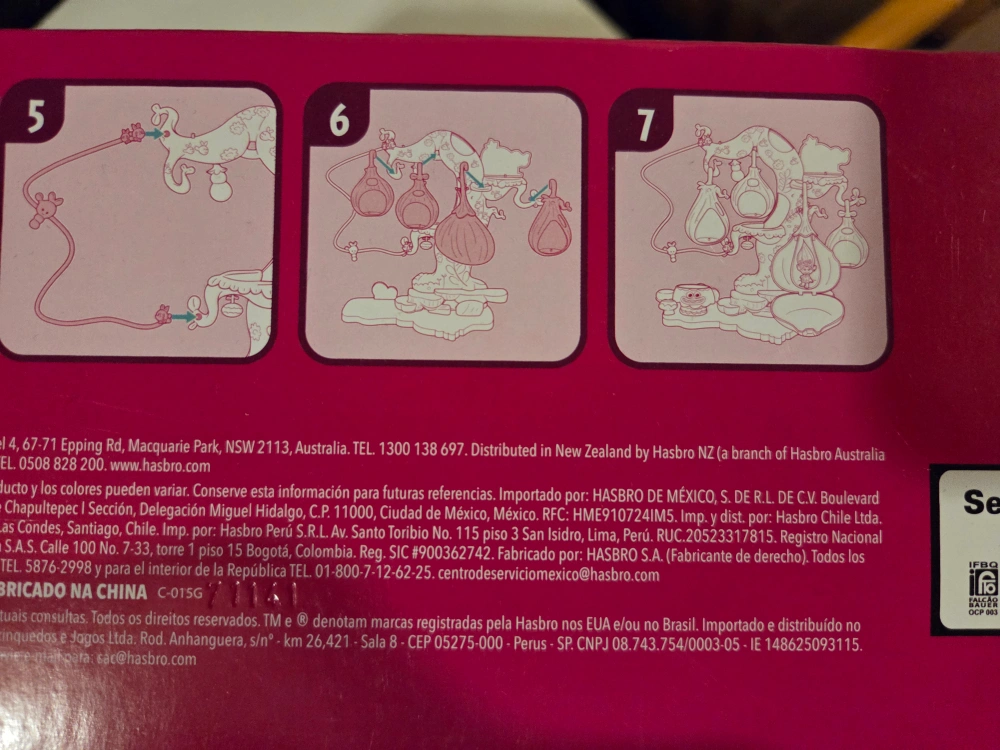 5
6
7
el 4, 67-71 Epping Rd, Macquarie Park, NSW 2113, Australia. TEL. 1300 138 697. Distributed in New Zealand by Hasbro NZ (a branch of Hasbro Australia
EL. 0508 828 200. www.hasbro.com
ducto y los colores pueden variar. Conserve esta información para futuras referencias. Importado por: HASBRO DE MÉXICO, S. DE R.L. DE C.V. Boulevard
Chapultepec I Sección, Delegación Miguel Hidalgo, C.P. 11000, Ciudad de México, México. RFC: HME910724IM5. Imp. y dist. por: Hasbro Chile Ltda.
Las Condes, Santiago, Chile. Imp. por: Hasbro Perú S.R.L. Av. Santo Toribio No. 115 piso 3 San Isidro, Lima, Perú. RUC.20523317815. Registro Nacional
S.A.S. Calle 100 No. 7-33, torre 1 piso 15 Bogotá, Colombia. Reg. SIC #900362742. Fabricado por: HASBRO S.A. (Fabricante de derecho). Todos los
TEL. 5876-2998 y para el interior de la República TEL. 01-800-7-12-62-25. centrodeserviciomexico@hasbro.com
BRICADO NA CHINA C-015G
tuais consultas. Todos os direitos reservados. TM e ® denotam marcas registradas pela Hasbro nos EUA e/ou no Brasil. Importado e distribuído no
inquedos e Jogos Ltda. Rod. Anhanguera, s/nº - km 26,421 - Sala 8 - CEP 05275-000 - Perus - SP. CNPJ 08.743.754/0003-05 - IE 148625093115.
e-mail para: sac@hasbro.com
Se
IFBQ
FALCÃO
BAUER
OCP 003